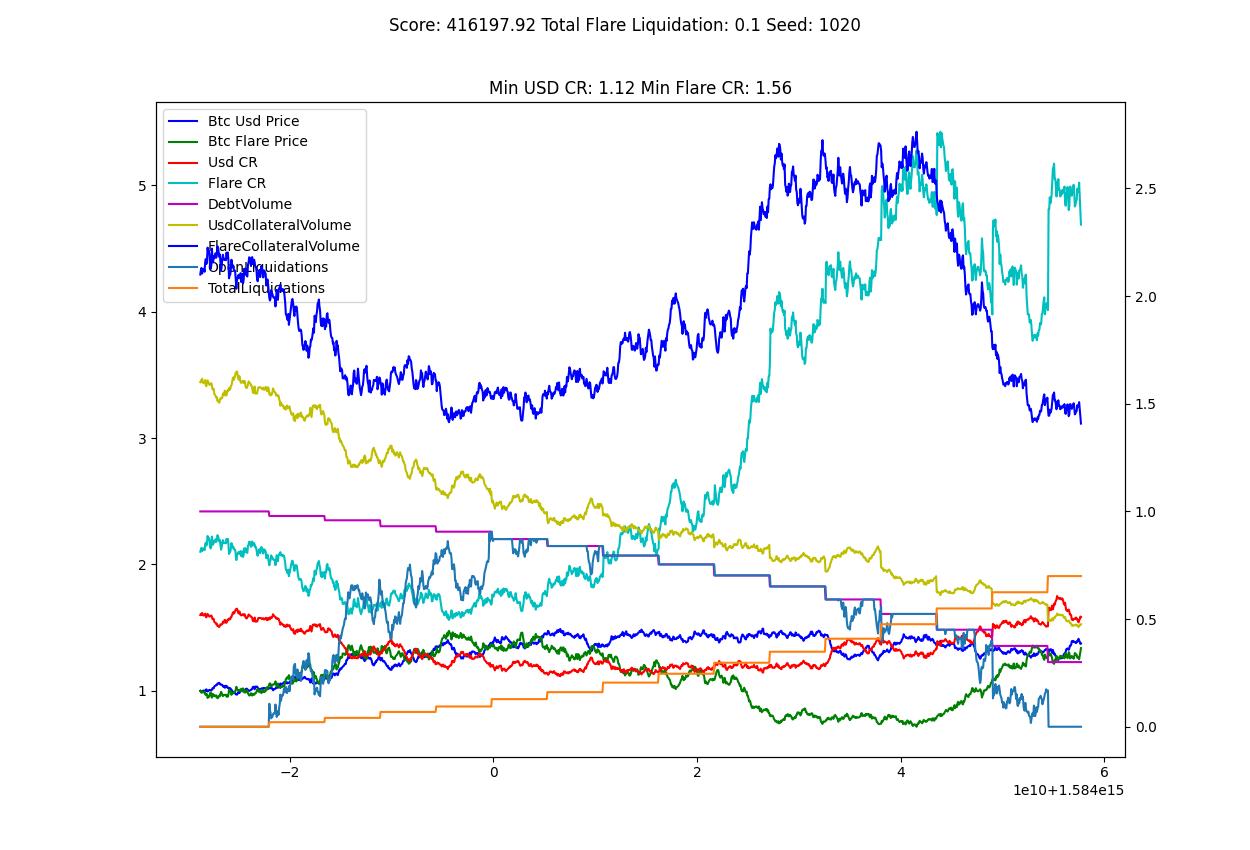 Score: 416197.92 Total Flare Liquidation: 0.1 Seed: 1020
Min USD CR: 1.12 Min Flare CR: 1.56
Btc Usd Price
Btc Flare Price
Usd CR
Flare CR
DebtVolume
UsdCollateralVolume
FlareCollateralVolume
OpenLiquidations
TotalLiquidations
5
4
3
2
1
2.5
2.0
1.5
1.0
0.5
0.0
−2
0
2
4
6
1e10+1.584e15